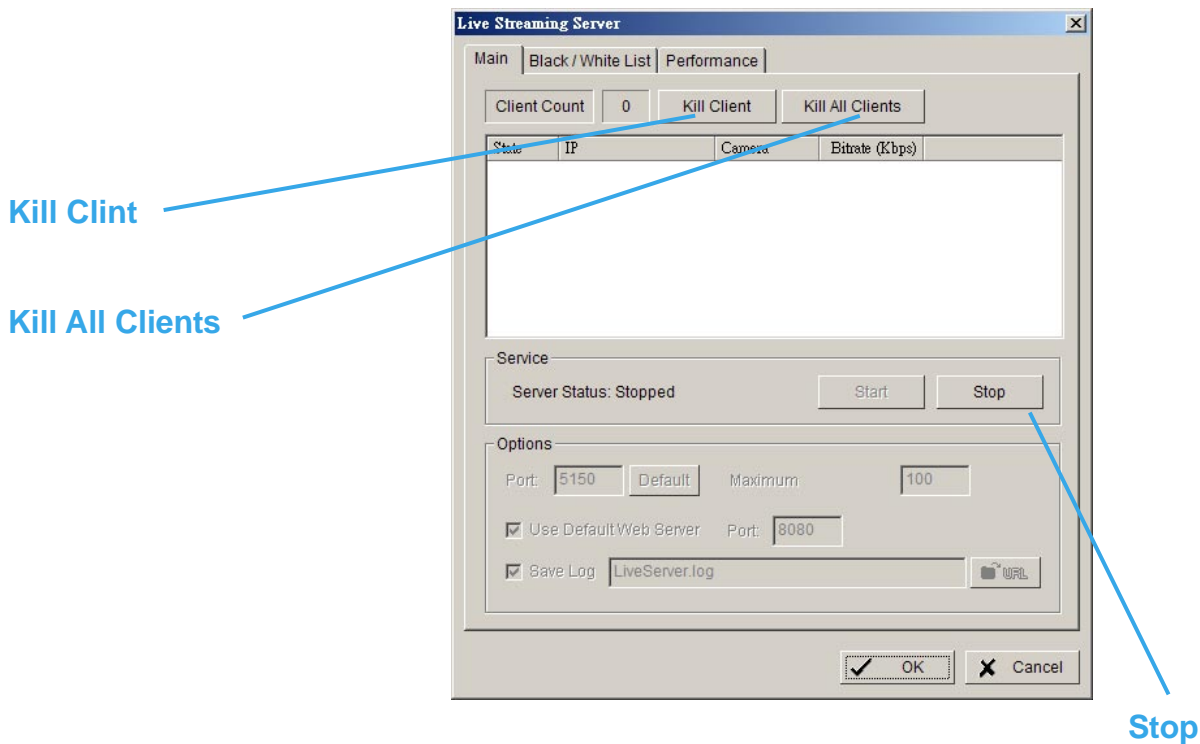 Live Streaming Server
Main Black / White List Performance
Client Count 0 Kill Client Kill All Clients
State IP Camera Bitrate (Kbps)
Kill Clint
Kill All Clients
Service
Server Status: Stopped Start Stop
Options
Port: 5150 Default Maximum 100
Use Default Web Server Port: 8080
Save Log LiveServer.log URL
OK Cancel
Stop